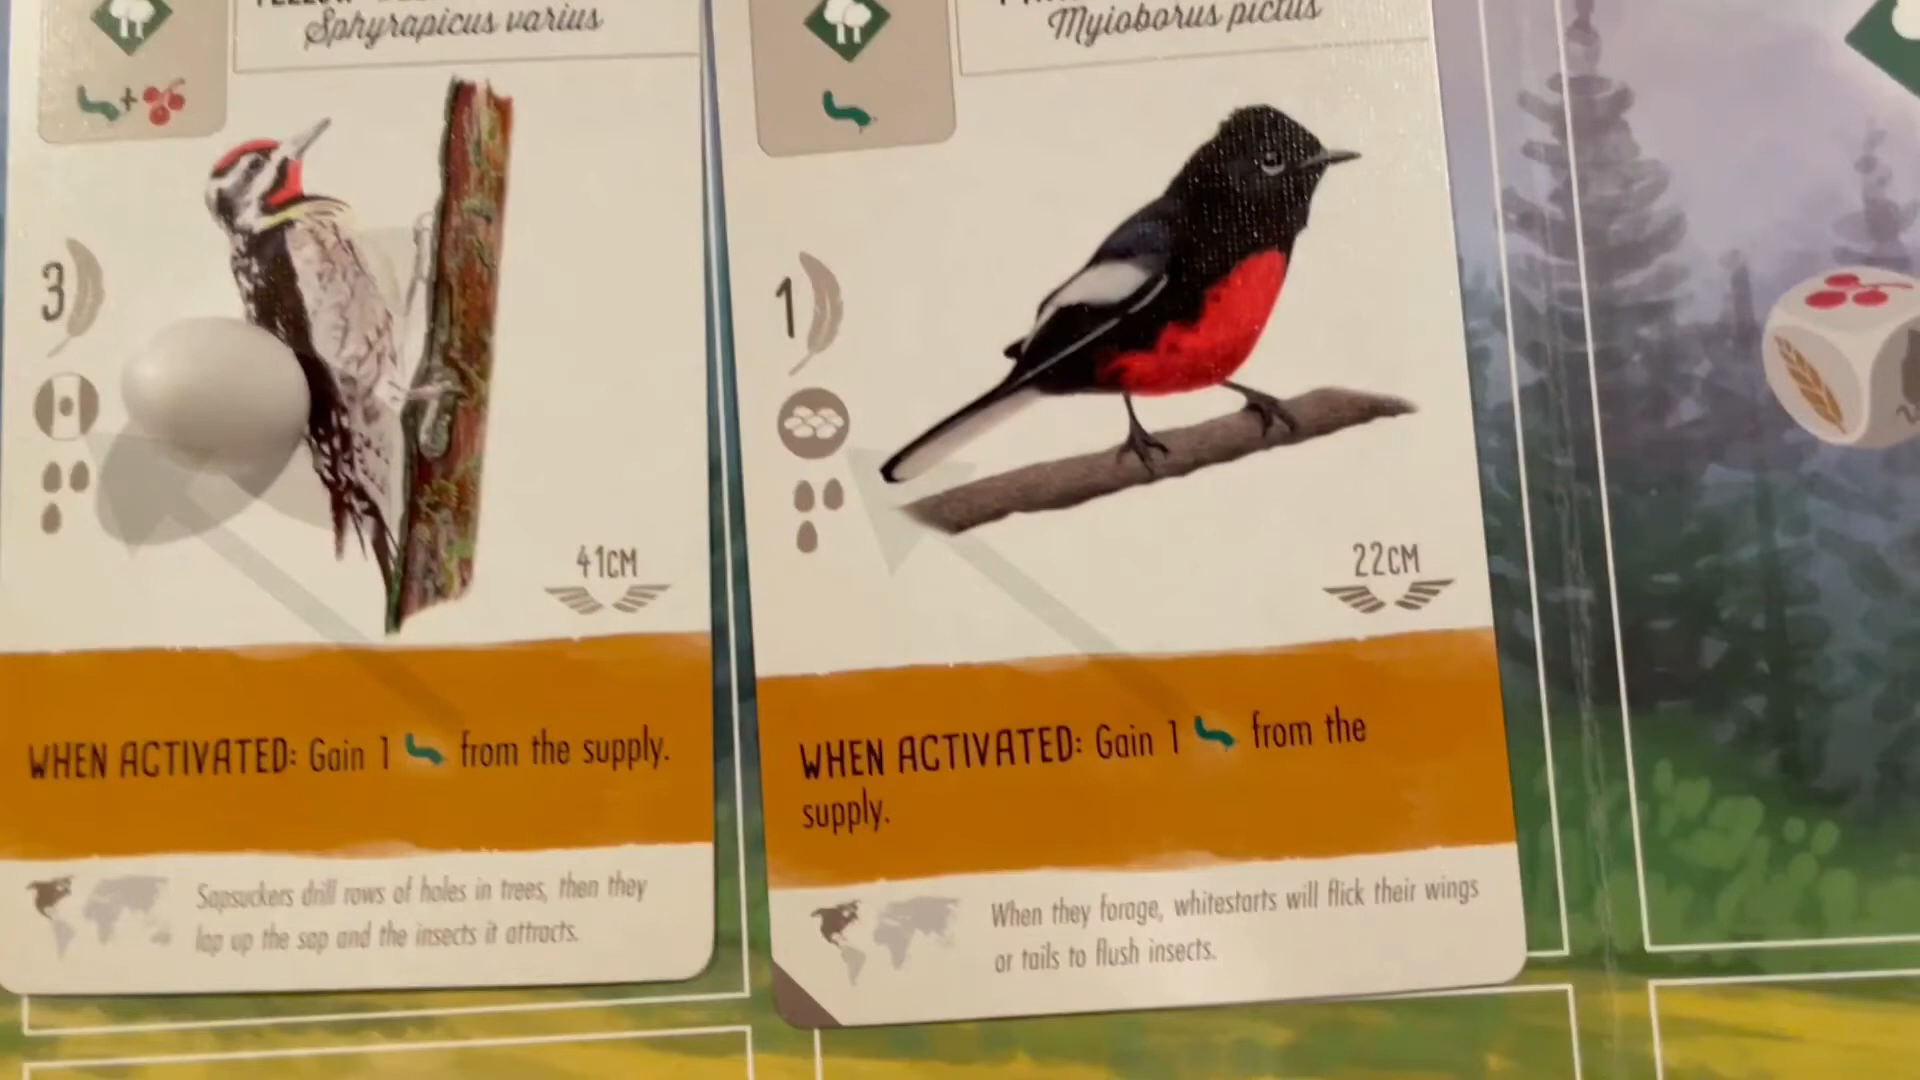 Sphyrapicus varius
3
41CM
WHEN ACTIVATED: Gain 1 from the supply.
Sapsuckers drill rows of holes in trees, then they
lap up the sap and the insects it attracts.
Myioborus pictus
1
22CM
WHEN ACTIVATED: Gain 1 from the
supply.
When they forage, whitestarts will flick their wings
or tails to flush insects.